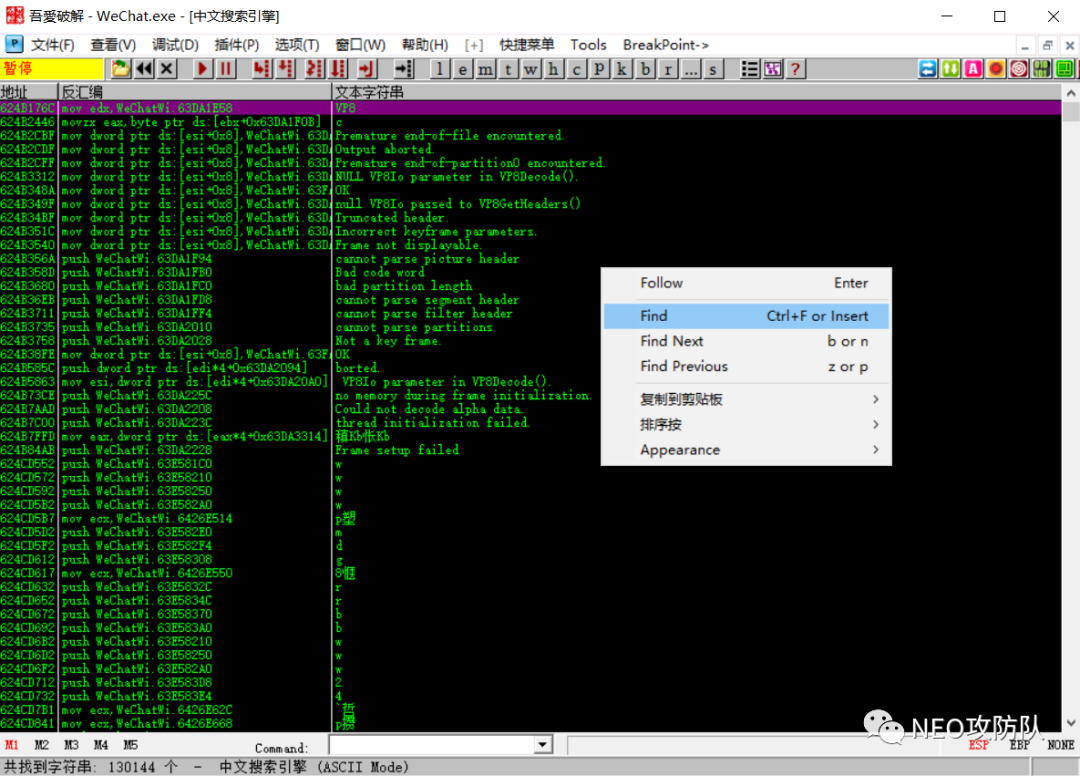 吾愛破解 - WeChat.exe - [中文搜索引擎]
文件(F) 查看(V) 调试(D) 插件(P) 选项(T) 窗口(W) 帮助(H) [+] 快捷菜单 Tools BreakPoint->
暂停 l e m t w h c P k b r ... s ?
地址 反汇编 文本字符串
624B176C mov edx,WeChatWi.63DA1E58 VP8
624B2446 movzx eax,byte ptr ds:[ebx+0x63DA1F0B] c
624B2CBF mov dword ptr ds:[esi+0x8],WeChatWi.63D Premature end-of-file encountered.
624B2CDF mov dword ptr ds:[esi+0x8],WeChatWi.63D Output aborted.
624B2CFF mov dword ptr ds:[esi+0x8],WeChatWi.63D Premature end-of-partition0 encountered.
624B3312 mov dword ptr ds:[esi+0x8],WeChatWi.63D NULL VP8Io parameter in VP8Decode().
624B348A mov dword ptr ds:[esi+0x8],WeChatWi.63F OK
624B349F mov dword ptr ds:[esi+0x8],WeChatWi.63D null VP8Io passed to VP8GetHeaders()
624B34BF mov dword ptr ds:[esi+0x8],WeChatWi.63D Truncated header.
624B351C mov dword ptr ds:[esi+0x8],WeChatWi.63D Incorrect keyframe parameters.
624B3540 mov dword ptr ds:[esi+0x8],WeChatWi.63D Frame not displayable.
624B356A push WeChatWi.63DA1F94 cannot parse picture header
624B358D push WeChatWi.63DA1FB0 Bad code word
624B3680 push WeChatWi.63DA1FC0 bad partition length
624B36EB push WeChatWi.63DA1FD8 cannot parse segment header
624B3711 push WeChatWi.63DA1FF4 cannot parse filter header
624B3735 push WeChatWi.63DA2010 cannot parse partitions
624B3758 push WeChatWi.63DA2028 Not a key frame.
624B38FE mov dword ptr ds:[esi+0x8],WeChatWi.63F OK
624B585C push dword ptr ds:[edi*4+0x63DA2094] borted.
624B5863 mov esi,dword ptr ds:[edi*4+0x63DA20A0] VP8Io parameter in VP8Decode().
624B73CE push WeChatWi.63DA225C no memory during frame initialization.
624B7AAD push WeChatWi.63DA2208 Could not decode alpha data.
624B7C00 push WeChatWi.63DA223C thread initialization failed.
624B7FFD mov eax,dword ptr ds:[eax*4+0x63DA3314] Kb怅Kb
624B84AB push WeChatWi.63DA2228 Frame setup failed
624CD552 push WeChatWi.63E581C0 w
624CD572 push WeChatWi.63E58210 w
624CD592 push WeChatWi.63E58250 w
624CD5B2 push WeChatWi.63E582A0 w
624CD5B7 mov ecx,WeChatWi.6426E514 p塑
624CD5D2 push WeChatWi.63E582E0 m
624CD5F2 push WeChatWi.63E582F4 d
624CD612 push WeChatWi.63E58308 g
624CD617 mov ecx,WeChatWi.6426E550 8
624CD632 push WeChatWi.63E5832C r
624CD652 push WeChatWi.63E5834C r
624CD672 push WeChatWi.63E58370 b
624CD692 push WeChatWi.63E583A0 b
624CD6B2 push WeChatWi.63E58210 w
624CD6D2 push WeChatWi.63E58250 w
624CD6F2 push WeChatWi.63E582A0 w
624CD712 push WeChatWi.63E583D8 2
624CD732 push WeChatWi.63E583E4 4
624CD7B1 mov ecx,WeChatWi.6426E62C `哲
624CD841 mov ecx,WeChatWi.6426E668 p
Follow Enter
Find Ctrl+F or Insert
Find Next b or n
Find Previous z or p
复制到剪贴板
排序按
Appearance
NEO攻防队
M1 M2 M3 M4 M5 Command: ESP EBP NONE
共找到字符串: 130144 个 - 中文搜索引擎 (ASCII Mode)